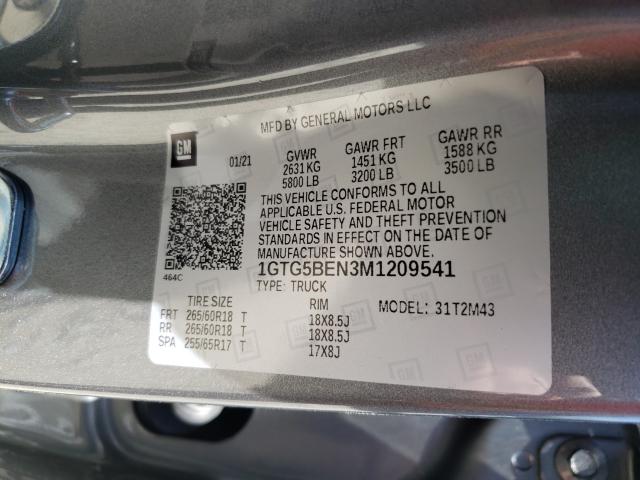 MFD BY GENERAL MOTORS LLC
GM
01/21
GVWR GAWR FRT GAWR RR
2631 KG 1451 KG 1588 KG
5800 LB 3200 LB 3500 LB
THIS VEHICLE CONFORMS TO ALL
APPLICABLE U.S. FEDERAL MOTOR
VEHICLE SAFETY AND THEFT PREVENTION
STANDARDS IN EFFECT ON THE DATE OF
MANUFACTURE SHOWN ABOVE.
464C
1GTG5BEN3M1209541
TYPE: TRUCK
TIRE SIZE RIM MODEL: 31T2M43
FRT 265/60R18 T 18X8.5J
RR 265/60R18 T 18X8.5J
SPA 255/65R17 T 17X8J